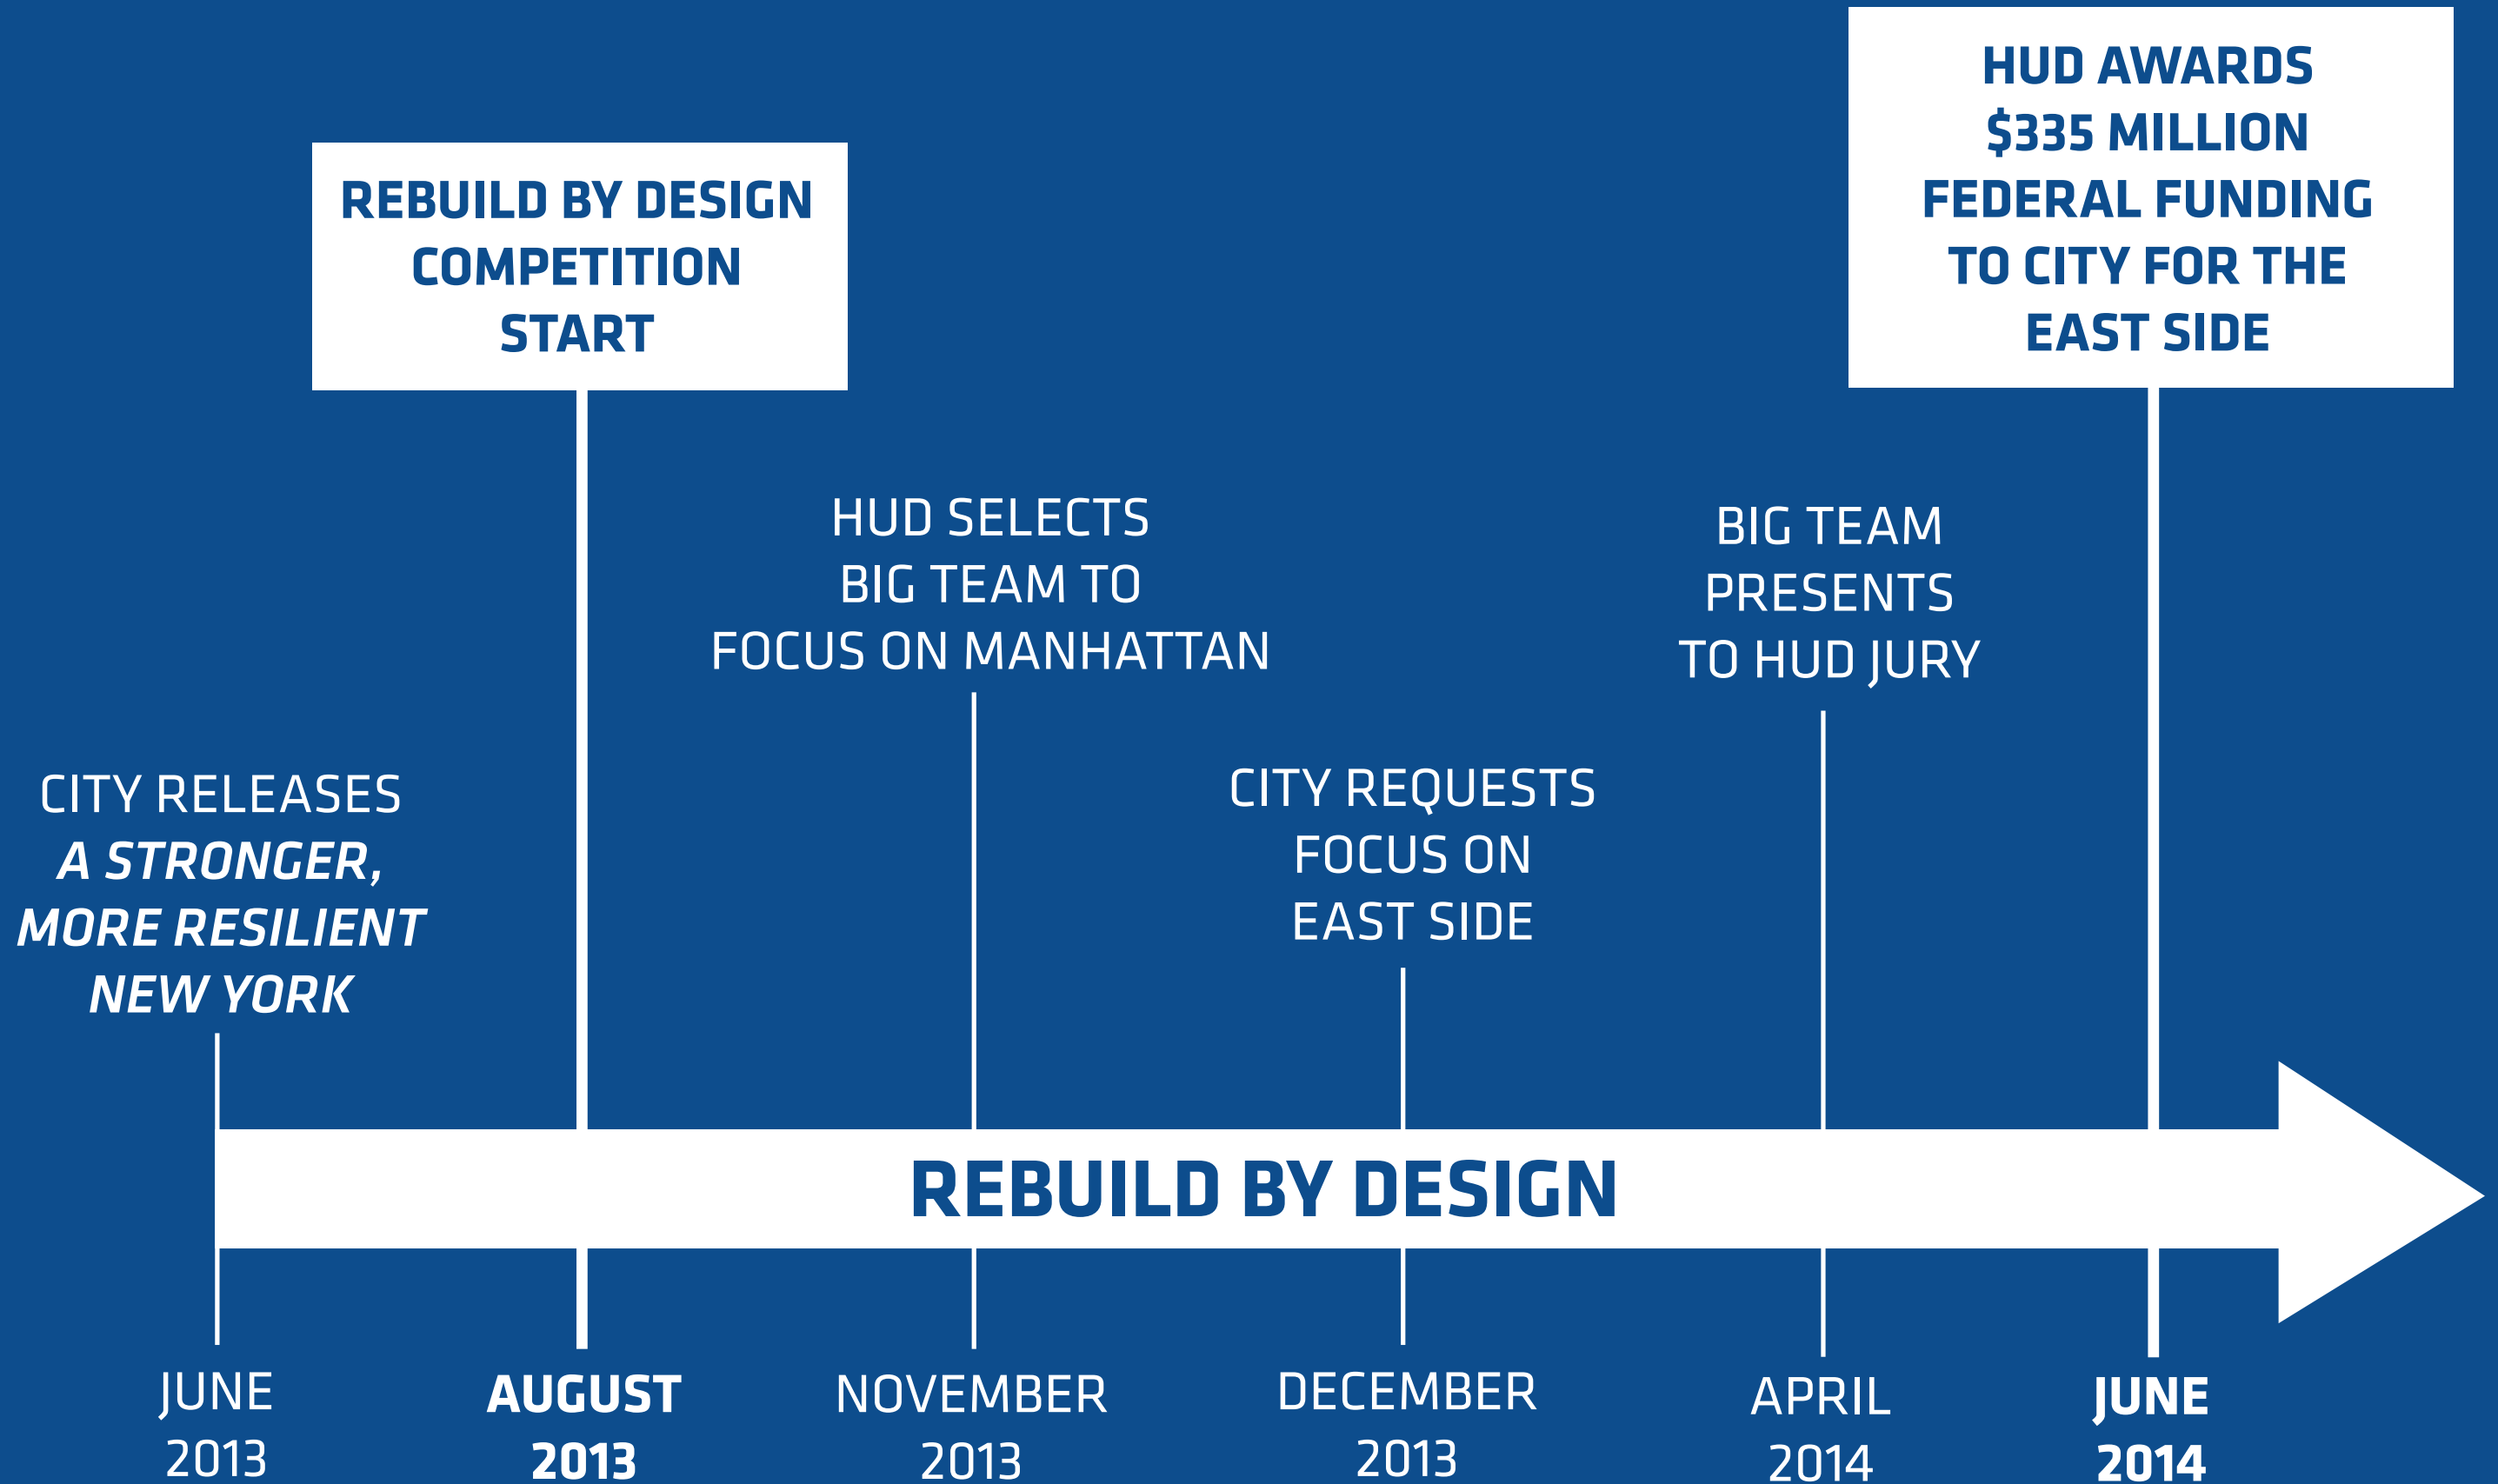 HUD AWARDS
$335 MILLION
FEDERAL FUNDING
TO CITY FOR THE
EAST SIDE
REBUILD BY DESIGN
COMPETITION
START
HUD SELECTS
BIG TEAM TO
FOCUS ON MANHATTAN
BIG TEAM
PRESENTS
TO HUD JURY
CITY RELEASES
A STRONGER,
MORE RESILIENT
NEW YORK
CITY REQUESTS
FOCUS ON
EAST SIDE
REBUILD BY DESIGN
JUNE
2013
AUGUST
2013
NOVEMBER
2013
DECEMBER
2013
APRIL
2014
JUNE
2014